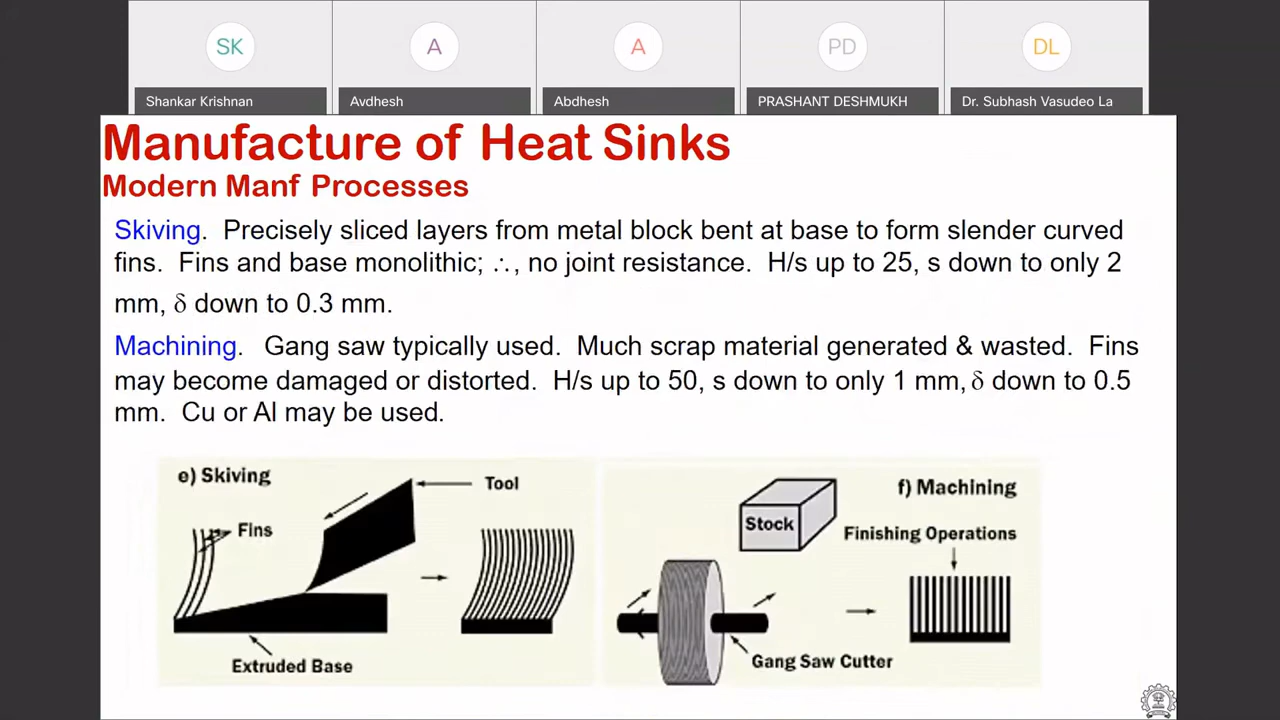 SK
A
A
PD
DL
Shankar Krishnan
Avdhesh
Abdhesh
PRASHANT DESHMUKH
Dr. Subhash Vasudeo La
Manufacture of Heat Sinks
Modern Manf Processes
Skiving. Precisely sliced layers from metal block bent at base to form slender curved
fins. Fins and base monolithic; ∴, no joint resistance. H/s up to 25, s down to only 2
mm, δ down to 0.3 mm.
Machining. Gang saw typically used. Much scrap material generated & wasted. Fins
may become damaged or distorted. H/s up to 50, s down to only 1 mm, δ down to 0.5
mm. Cu or Al may be used.
e) Skiving
Tool
Fins
Extruded Base
f) Machining
Stock
Finishing Operations
Gang Saw Cutter